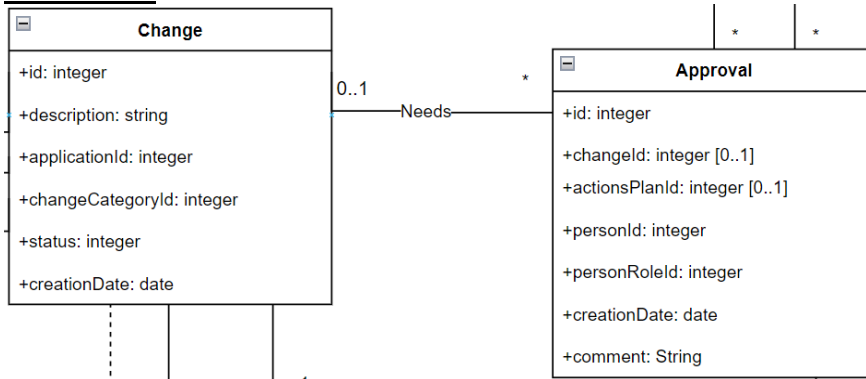 Change
+id: integer
+description: string
+applicationId: integer
+changeCategoryId: integer
+status: integer
+creationDate: date
0..1
Needs
*
*
*
Approval
+id: integer
+changeId: integer [0..1]
+actionsPlanId: integer [0..1]
+personId: integer
+personRoleId: integer
+creationDate: date
+comment: String